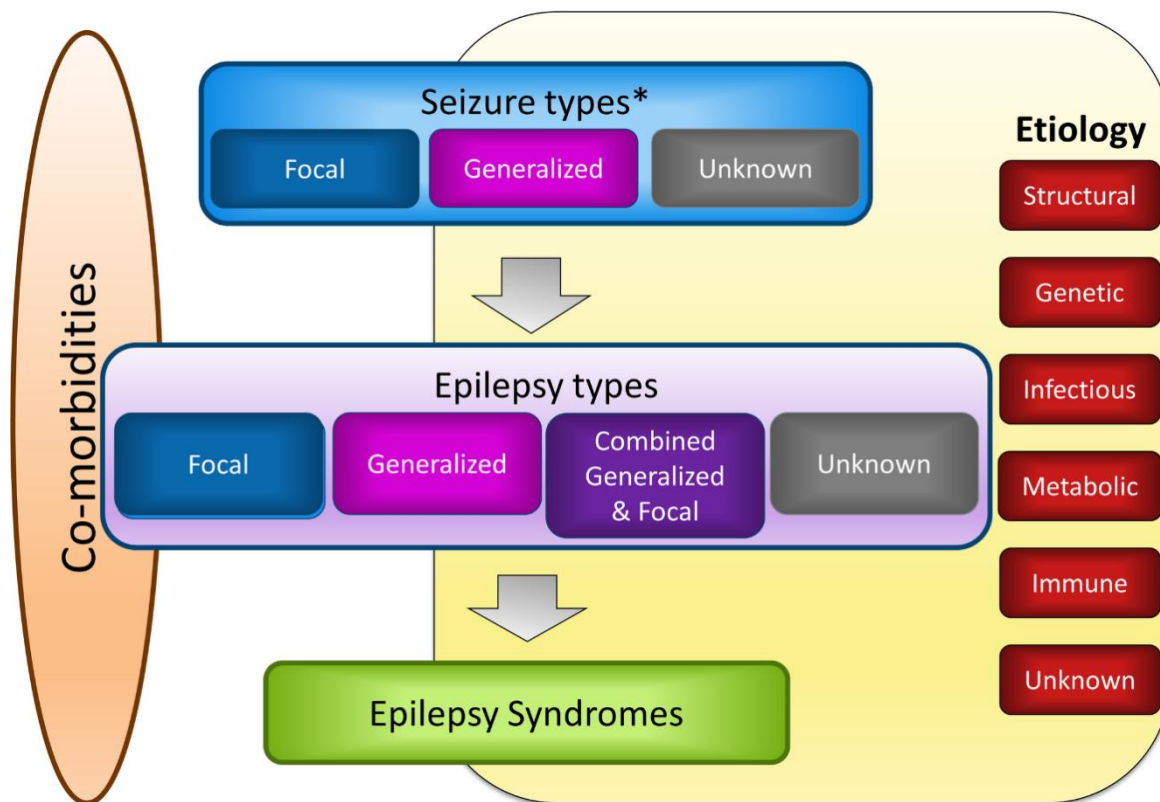 Co-morbidities
Seizure types*
Focal
Generalized
Unknown
Epilepsy types
Focal
Generalized
Combined
Generalized
& Focal
Unknown
Epilepsy Syndromes
Etiology
Structural
Genetic
Infectious
Metabolic
Immune
Unknown